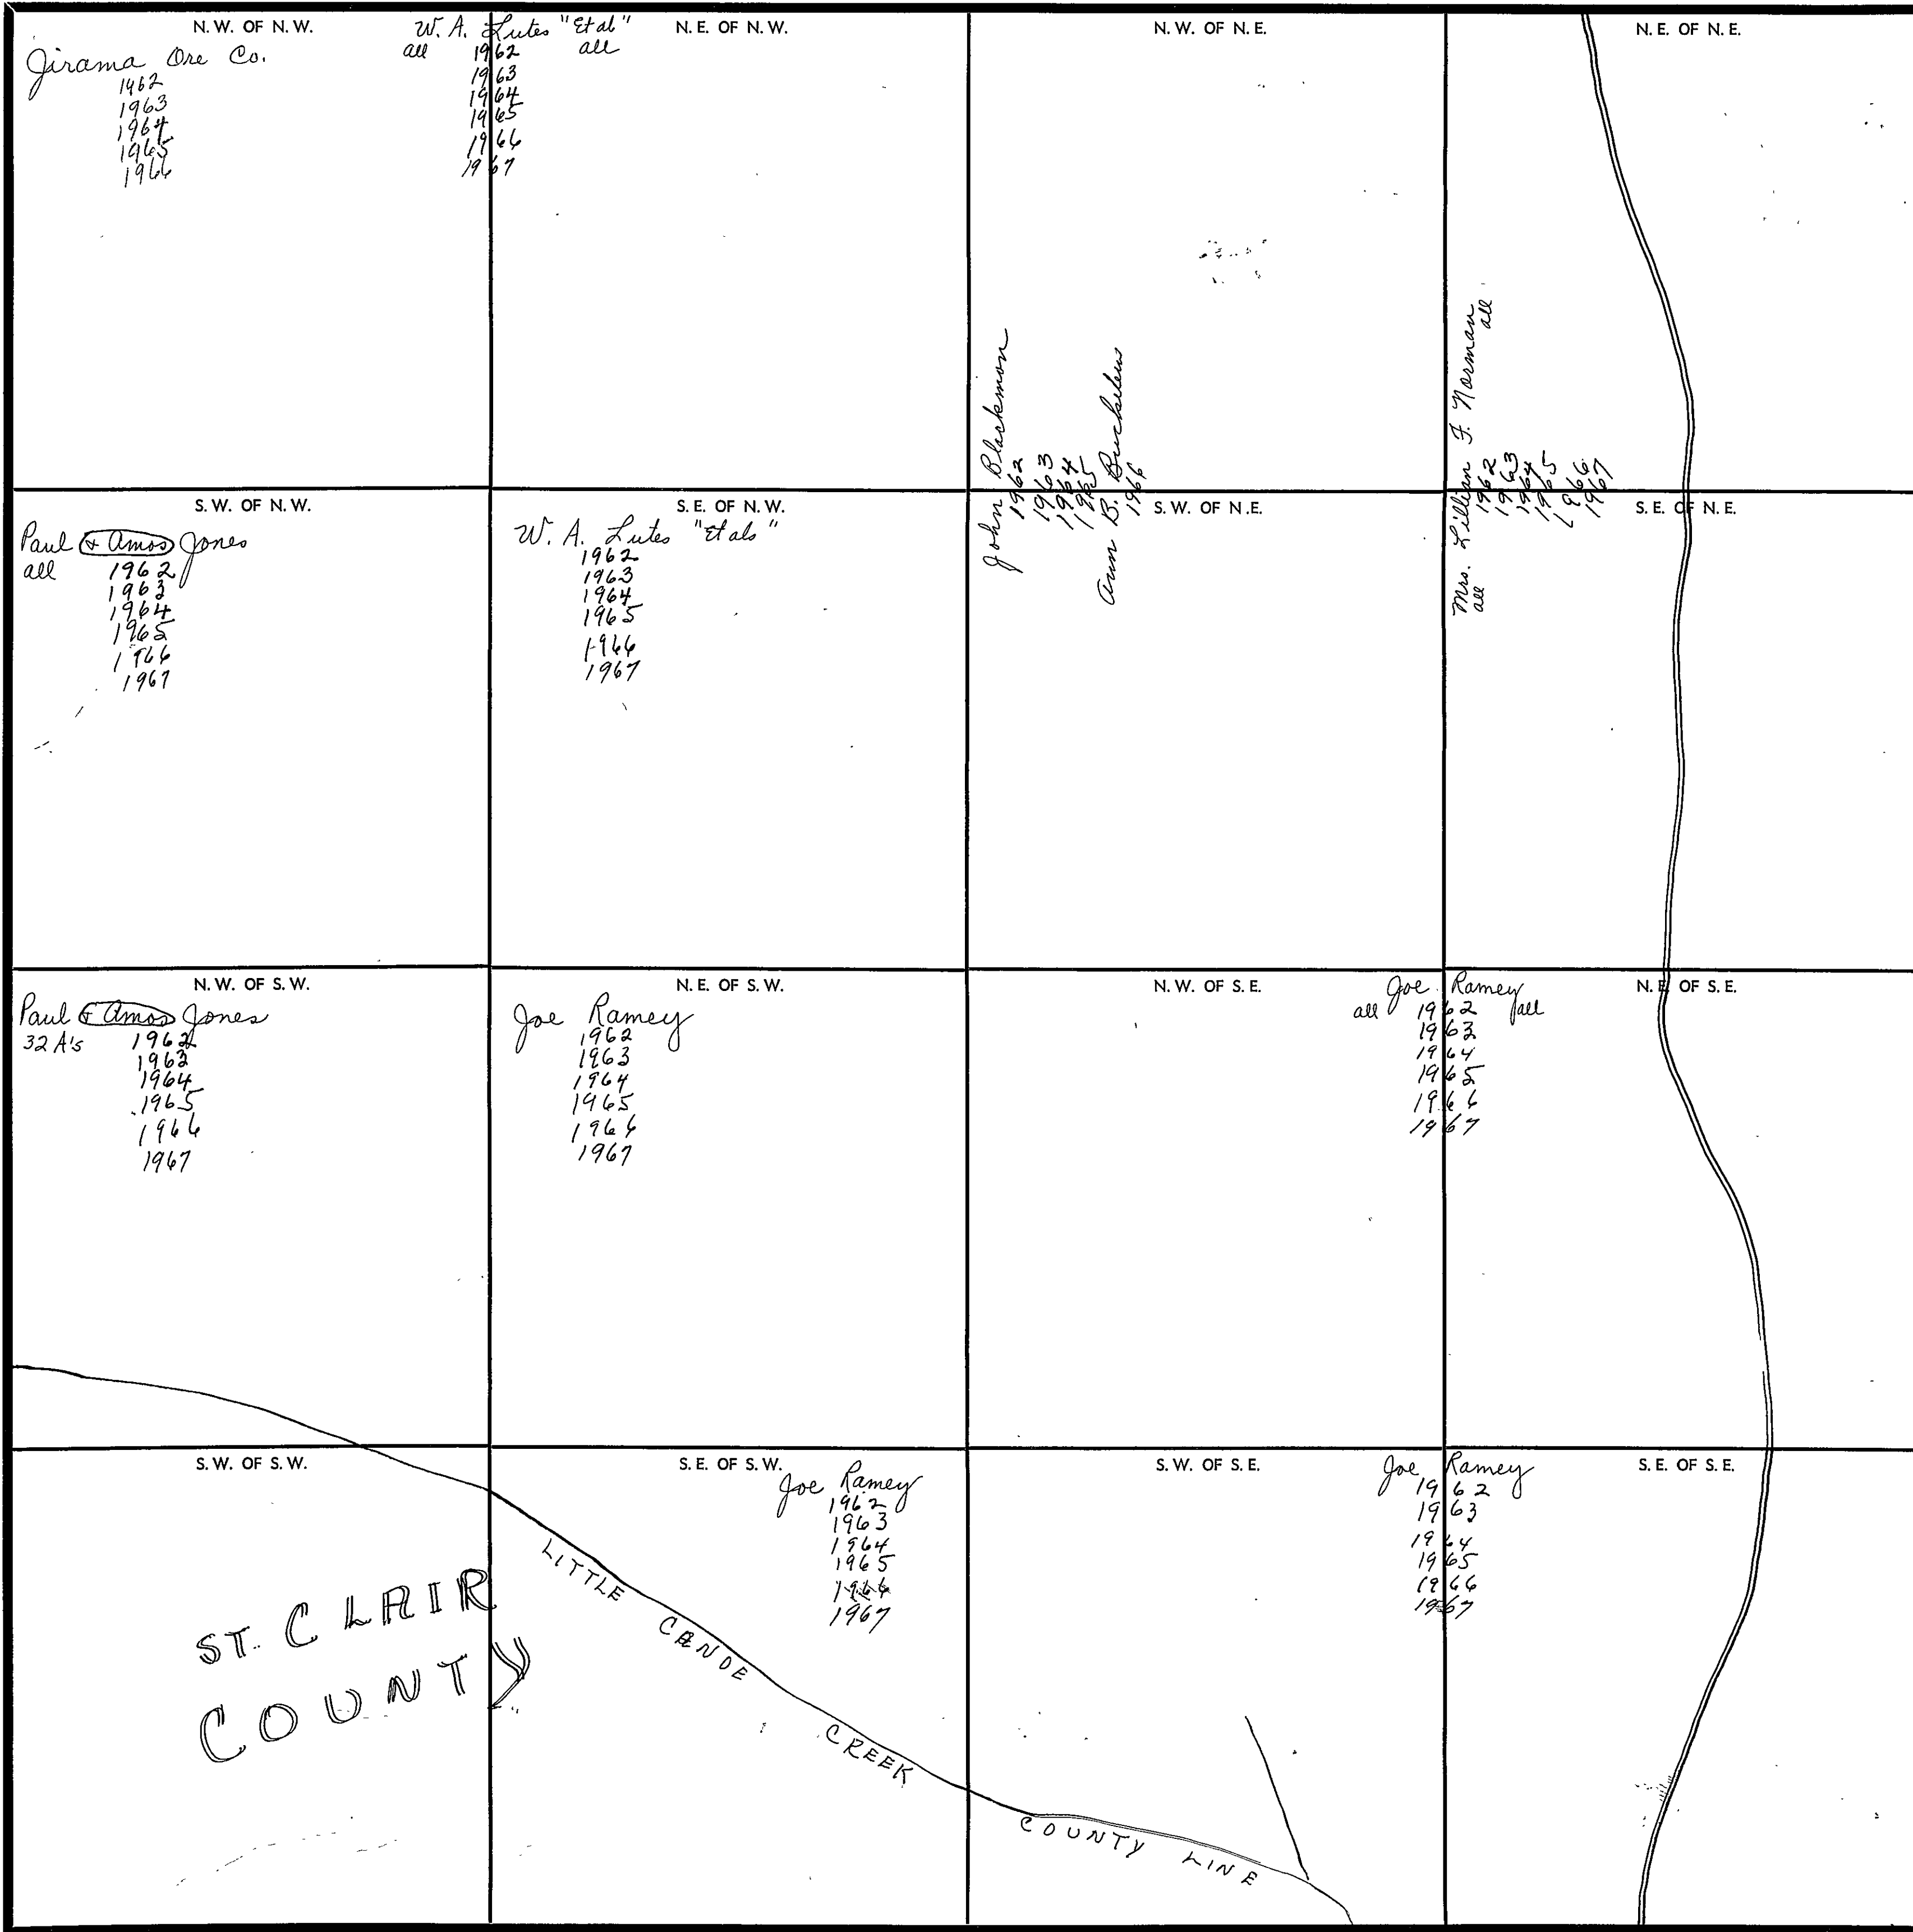 N. W. OF N. W.
Jirama Ore Co.
1962
1963
1964
1965
1966
W. A. Lutes "Et al"
all 1962 all
1963
1964
1965
1966
1967
N. E. OF N. W.
N. W. OF N. E.
N. E. OF N. E.
S. W. OF N. W.
Paul & Amos Jones
all 1962
1963
1964
1965
1966
1967
S. E. OF N. W.
W. A. Lutes "Et als"
1962
1963
1964
1965
1966
1967
John Blackmon
1962
1963
1964
1965
Ann B.
1966
S. W. OF N. E.
Mrs. Lillian F. Norman
all all
1962
1963
1964
1965
1966
1967
S. E. OF N. E.
N. W. OF S. W.
Paul & Amos Jones
32 A's 1962
1963
1964
1965
1966
1967
N. E. OF S. W.
Joe Ramey
1962
1963
1964
1965
1966
1967
N. W. OF S. E.
Joe Ramey
all 1962 all
1963
1964
1965
1966
1967
N. E. OF S. E.
S. W. OF S. W.
S. E. OF S. W.
Joe Ramey
1962
1963
1964
1965
1966
1967
S. W. OF S. E.
Joe Ramey
1962
1963
1964
1965
1966
1967
S. E. OF S. E.
ST. CLAIR
COUNTY
LITTLE CANOE CREEK
COUNTY LINE